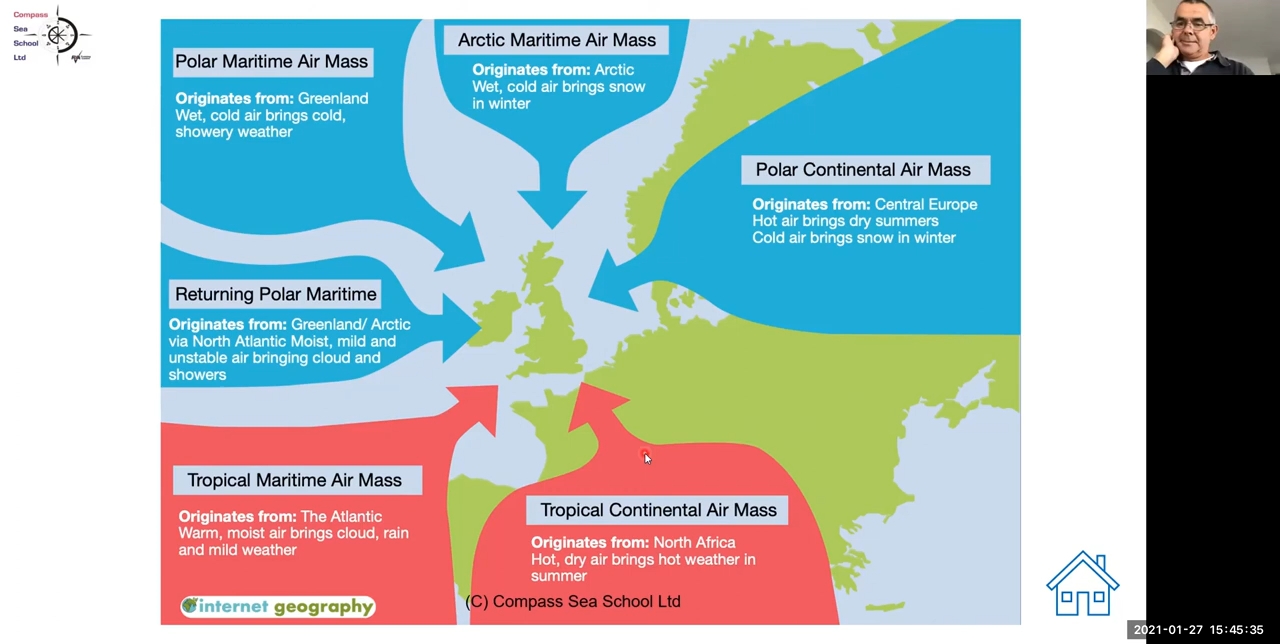 Compass
Sea
School
Ltd
Polar Maritime Air Mass
Originates from: Greenland
Wet, cold air brings cold,
showery weather
Arctic Maritime Air Mass
Originates from: Arctic
Wet, cold air brings snow
in winter
Polar Continental Air Mass
Originates from: Central Europe
Hot air brings dry summers
Cold air brings snow in winter
Returning Polar Maritime
Originates from: Greenland/ Arctic
via North Atlantic Moist, mild and
unstable air bringing cloud and
showers
Tropical Maritime Air Mass
Originates from: The Atlantic
Warm, moist air brings cloud, rain
and mild weather
Tropical Continental Air Mass
Originates from: North Africa
Hot, dry air brings hot weather in
summer
internet geography
(C) Compass Sea School Ltd
2021-01-27 15:45:35